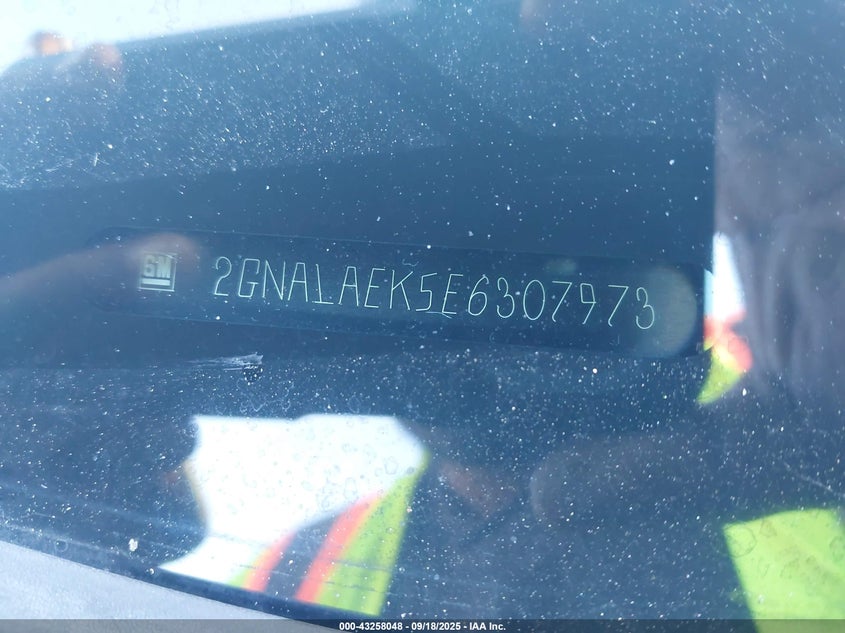 GM
2GNALAEK5E6307973
000-43258048 - 09/18/2025 - IAA Inc.